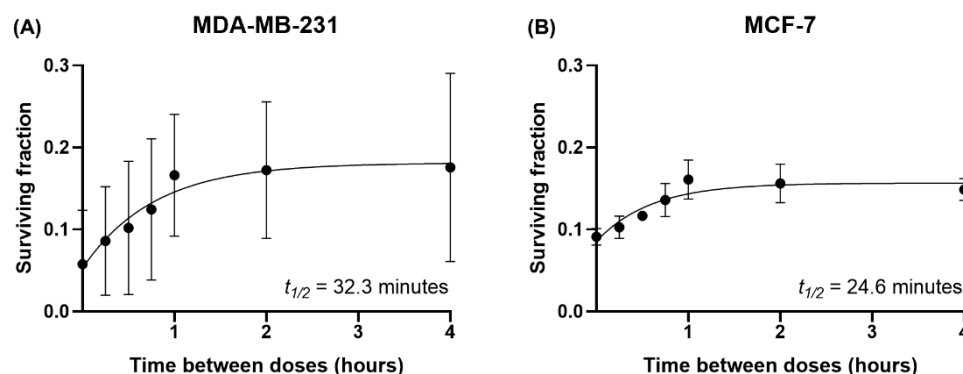 (A) MDA-MB-231
0.3
0.2
0.1
0.0
Surviving fraction
t1/2 = 32.3 minutes
1 2 3 4
Time between doses (hours)
(B) MCF-7
0.3
0.2
0.1
0.0
Surviving fraction
t1/2 = 24.6 minutes
1 2 3 4
Time between doses (hours)